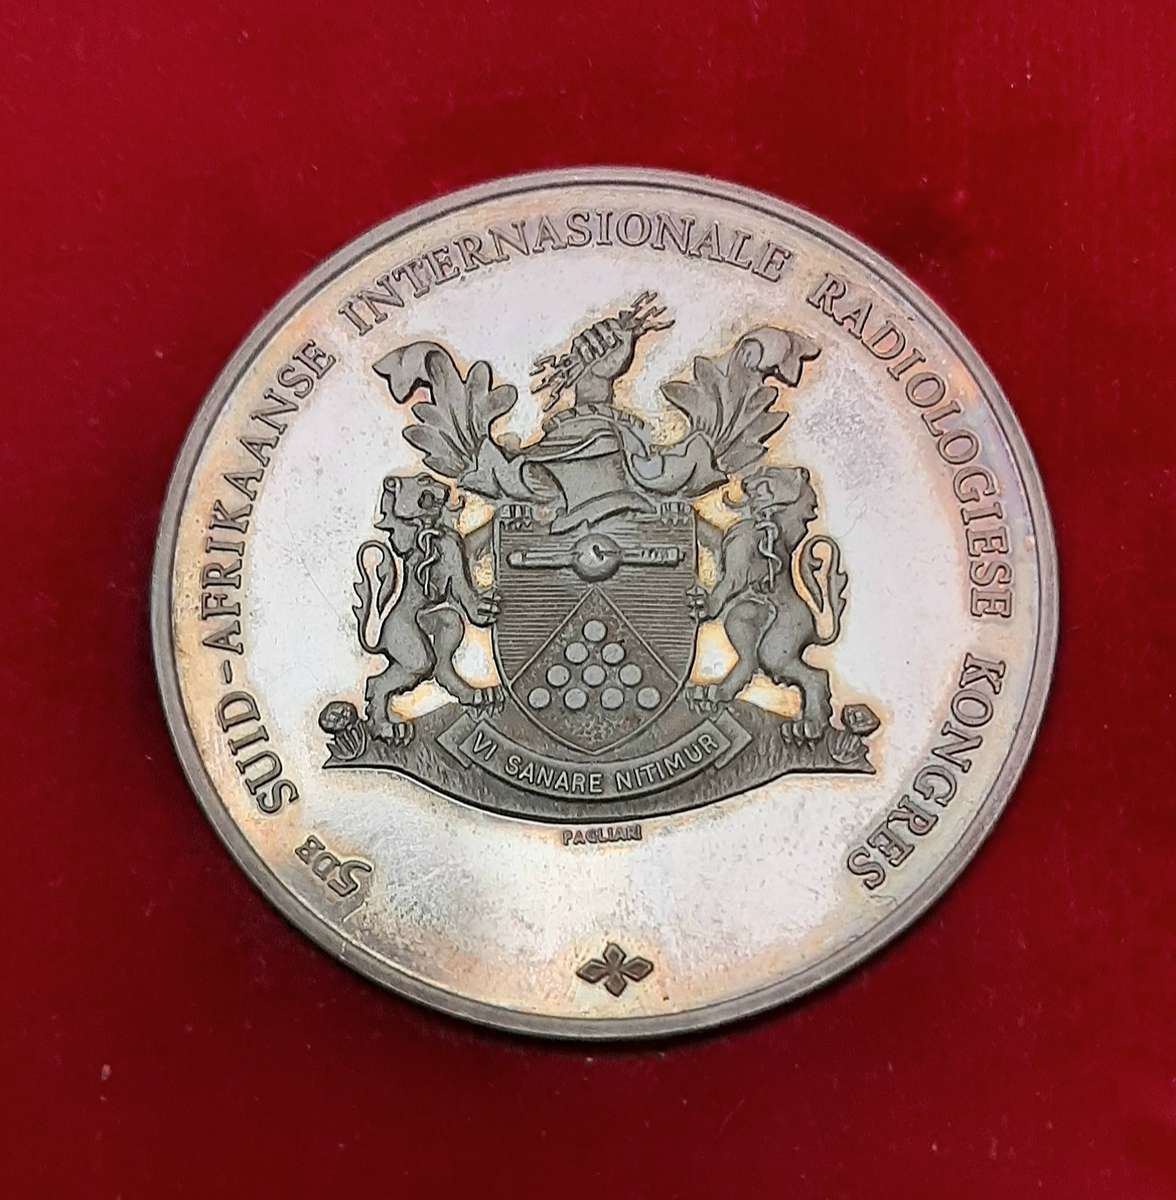 5DE SUID-AFRIKAANSE INTERNASIONALE RADIOLOGIESE KONGRES
VI SANARE NITIMUR
PAGLIARI